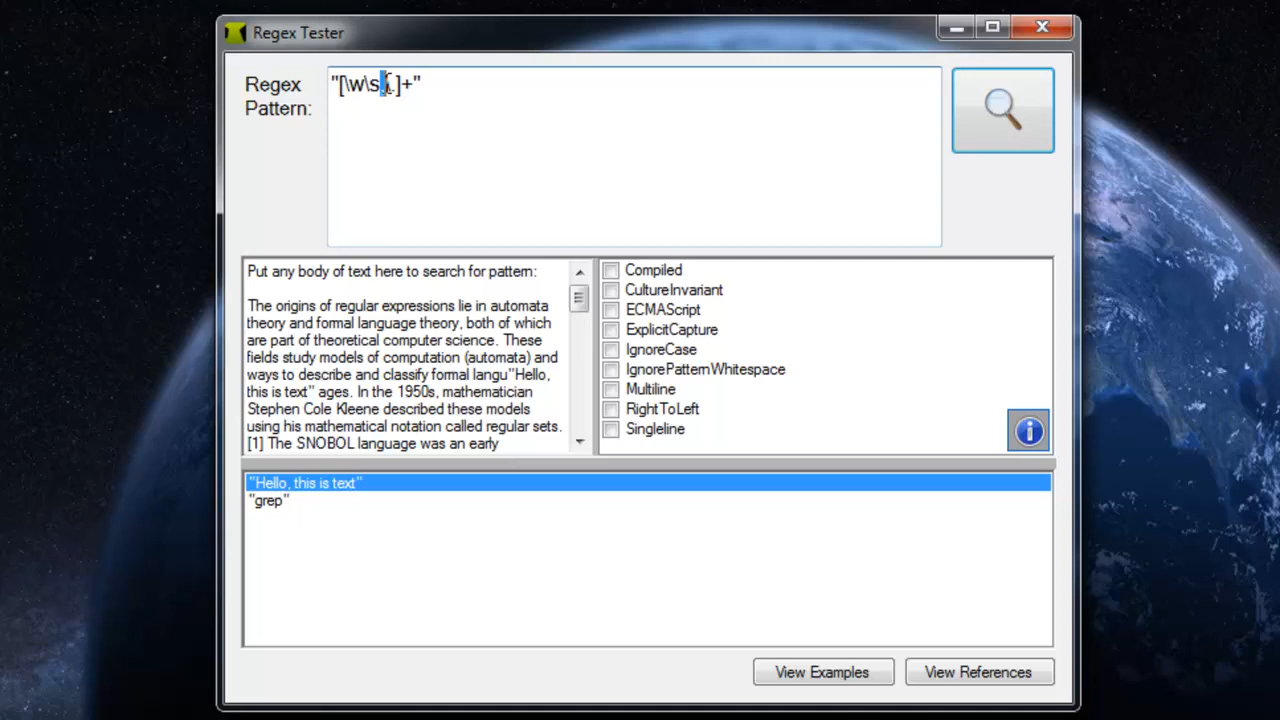 Regex Tester
Regex
Pattern:
"[\w\s,\.]+"
Put any body of text here to search for pattern:
The origins of regular expressions lie in automata
theory and formal language theory, both of which
are part of theoretical computer science. These
fields study models of computation (automata) and
ways to describe and classify formal langu"Hello,
this is text" ages. In the 1950s, mathematician
Stephen Cole Kleene described these models
using his mathematical notation called regular sets.
[1] The SNOBOL language was an early
Compiled
CultureInvariant
ECMAScript
ExplicitCapture
IgnoreCase
IgnorePatternWhitespace
Multiline
RightToLeft
Singleline
"Hello, this is text"
"grep"
View Examples
View References